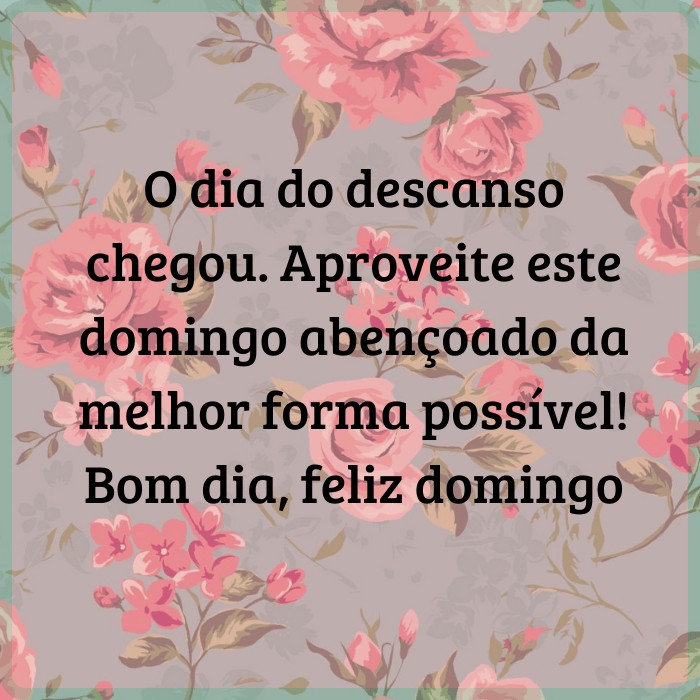 O dia do descanso
chegou. Aproveite este
domingo abençoado da
melhor forma possível!
Bom dia, feliz domingo